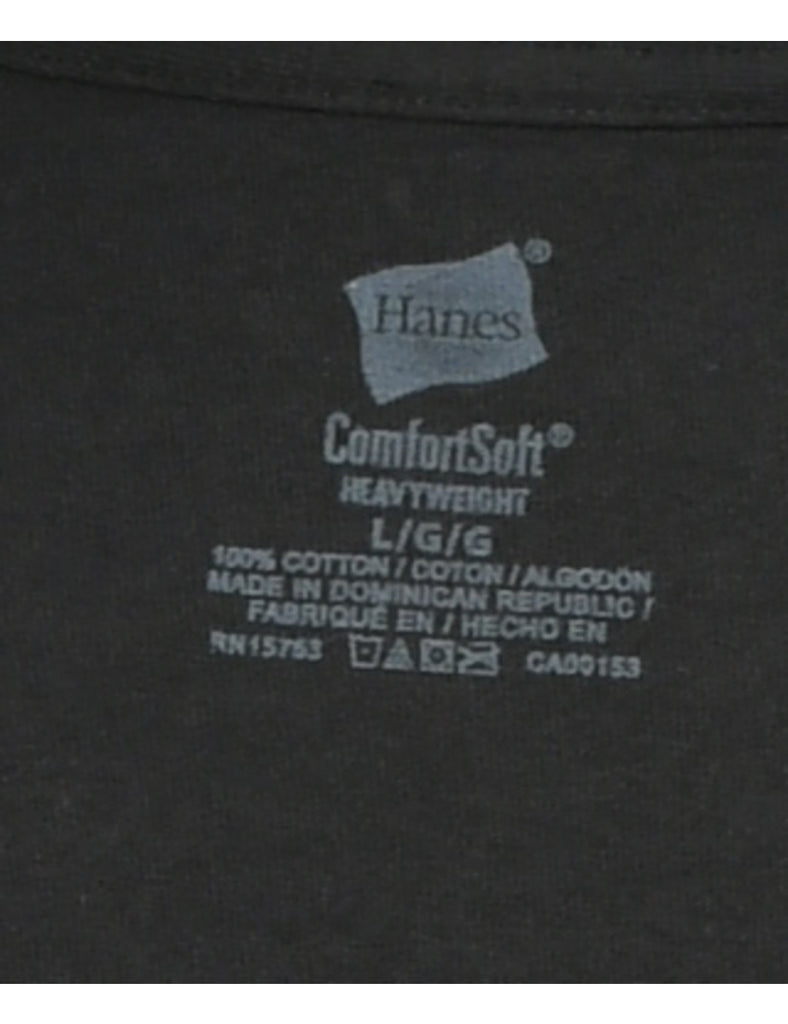 Hanes®
ComfortSoft®
HEAVYWEIGHT
L/G/G
100% COTTON / COTON / ALGODÓN
MADE IN DOMINICAN REPUBLIC /
FABRIQUÉ EN / HECHO EN
RN15763 CA00153